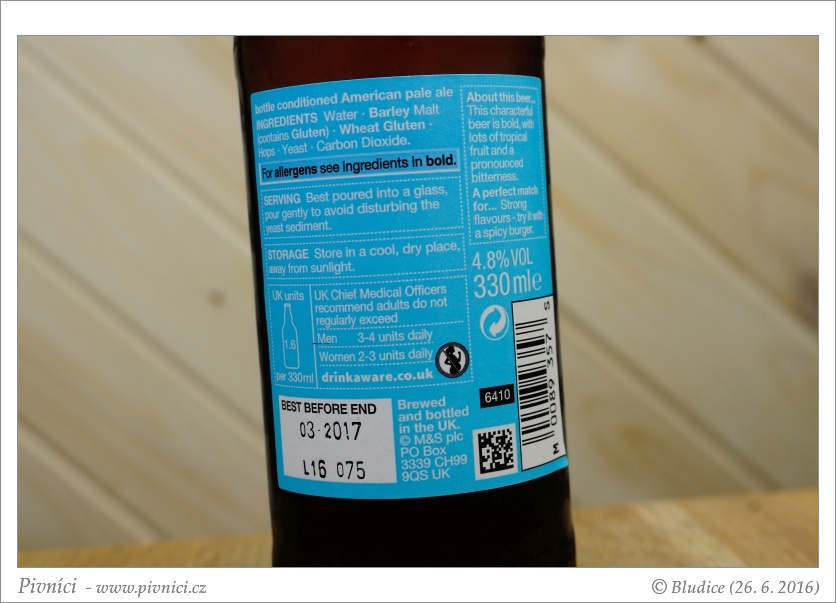 bottle conditioned American pale ale
INGREDIENTS Water · Barley Malt
(contains Gluten) · Wheat Gluten ·
Hops · Yeast · Carbon Dioxide.
For allergens see ingredients in bold.
SERVING Best poured into a glass,
pour gently to avoid disturbing the
yeast sediment.
STORAGE Store in a cool, dry place,
away from sunlight.
UK units
1.6
per 330ml
UK Chief Medical Officers
recommend adults do not
regularly exceed
Men 3-4 units daily
Women 2-3 units daily
drinkaware.co.uk
BEST BEFORE END
03-2017
L16 075
Brewed
and bottled
in the UK.
© M&S plc
PO Box
3339 CH99
9QS UK
About this beer...
This characterful
beer is bold, with
lots of tropical
fruit and a
pronounced
bitterness.
A perfect match
for... Strong
flavours - try it with
a spicy burger.
4.8%VOL
330ml℮
6410
M 0089 357 S
Pivníci - www.pivnici.cz
© Bludice (26. 6. 2016)